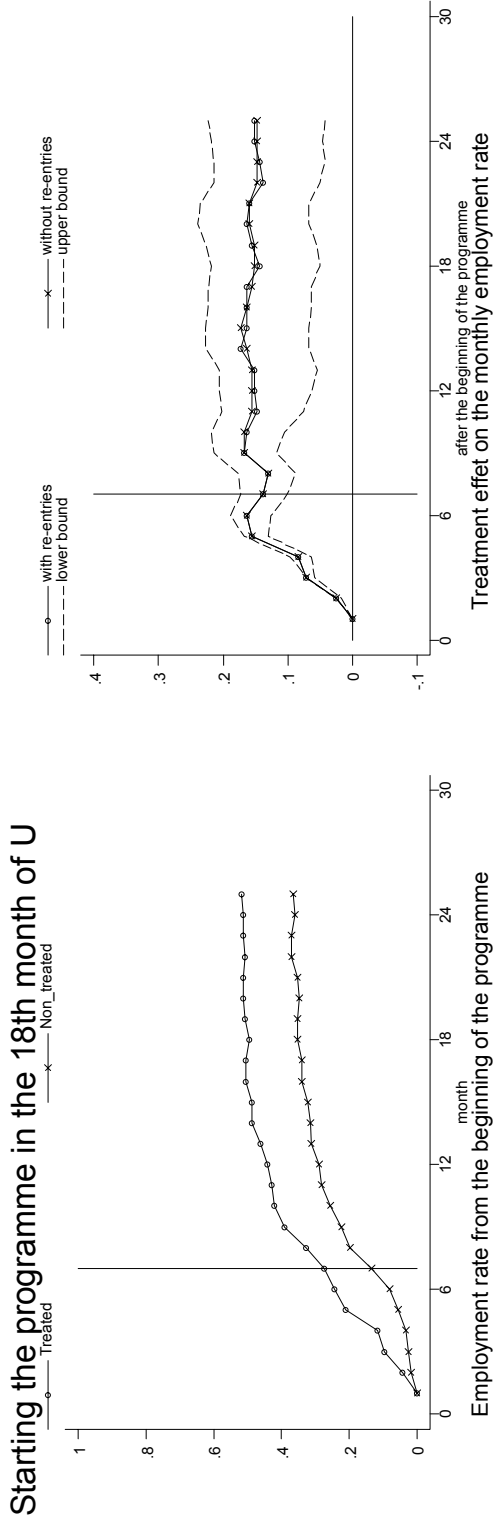 Starting the programme in the 18th month of U
Treated
Non_treated
1
.8
.6
.4
.2
0
0 6 12 18 24 30
month
Employment rate from the beginning of the programme
with re-entries
without re-entries
lower bound
upper bound
.4
.3
.2
.1
0
-.1
0 6 12 18 24 30
after the beginning of the programme
Treatment effet on the monthly employment rate